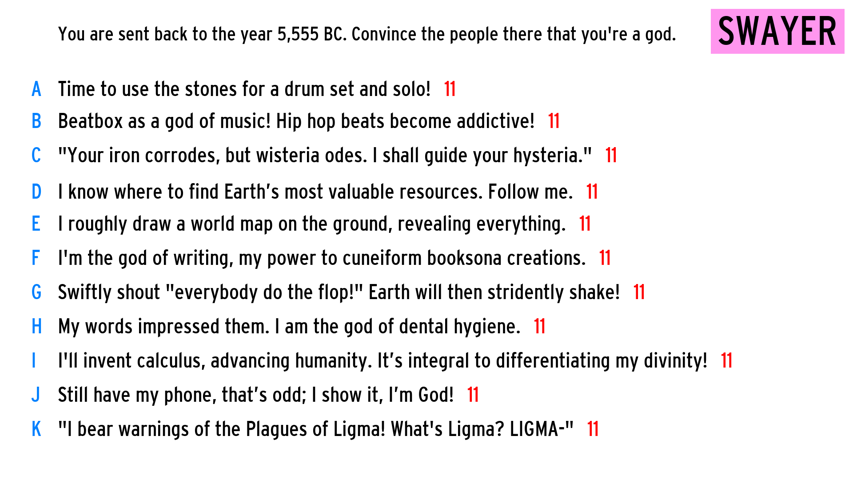 You are sent back to the year 5,555 BC. Convince the people there that you're a god.
SWAYER
A Time to use the stones for a drum set and solo! 11
B Beatbox as a god of music! Hip hop beats become addictive! 11
C "Your iron corrodes, but wisteria odes. I shall guide your hysteria." 11
D I know where to find Earth’s most valuable resources. Follow me. 11
E I roughly draw a world map on the ground, revealing everything. 11
F I'm the god of writing, my power to cuneiform booksona creations. 11
G Swiftly shout "everybody do the flop!" Earth will then stridently shake! 11
H My words impressed them. I am the god of dental hygiene. 11
I I'll invent calculus, advancing humanity. It’s integral to differentiating my divinity! 11
J Still have my phone, that’s odd; I show it, I’m God! 11
K "I bear warnings of the Plagues of Ligma! What's Ligma? LIGMA-" 11